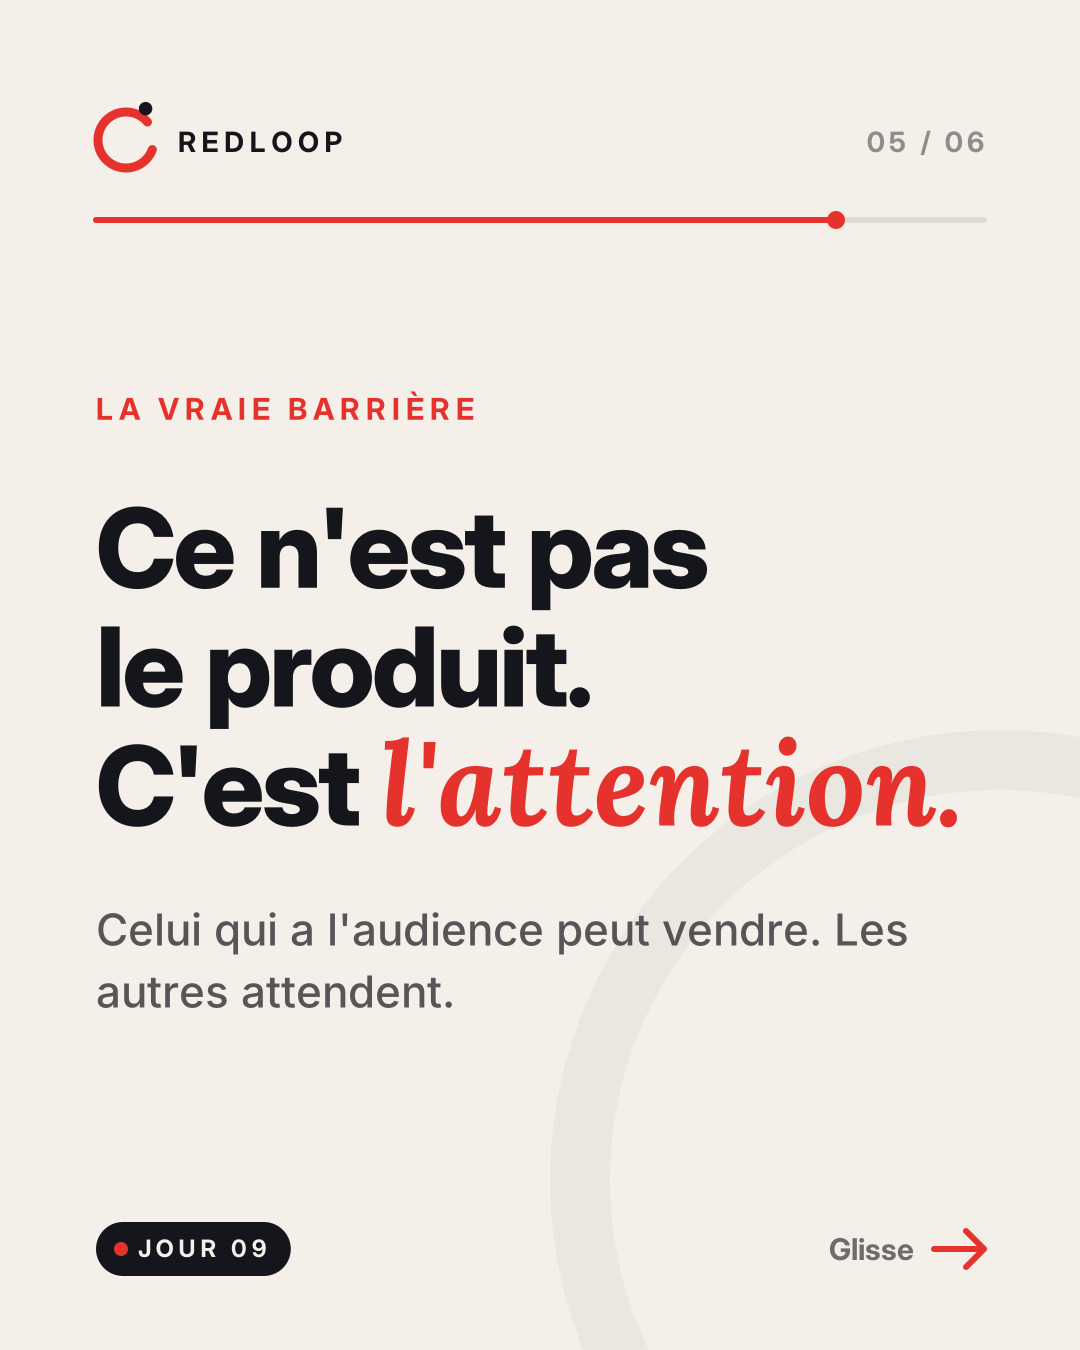 REDLOOP
05 / 06
LA VRAIE BARRIÈRE
Ce n'est pas
le produit.
C'est l'attention.
Celui qui a l'audience peut vendre. Les
autres attendent.
JOUR 09
Glisse